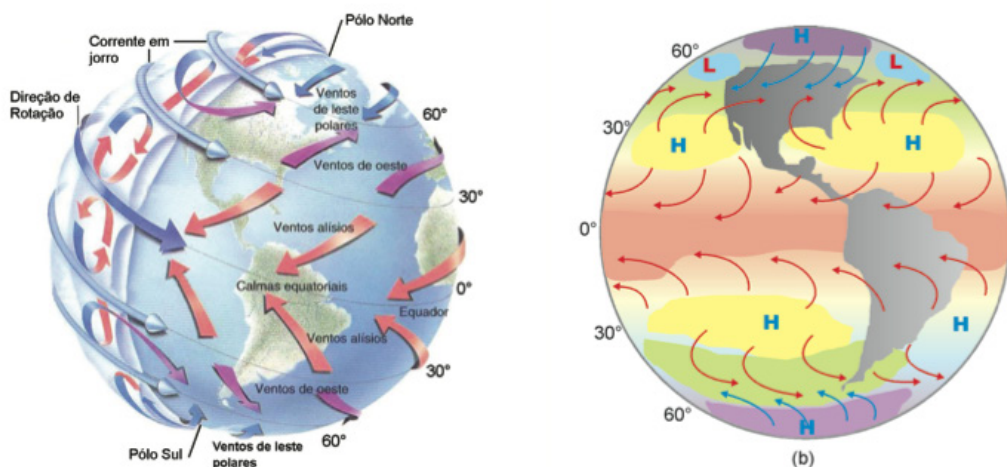 Pólo Norte
Corrente em
jorro
Direção de
Rotação
Ventos
de leste
polares
60°
Ventos de oeste
30°
Ventos alísios
Calmas equatoriais
0°
Equador
Ventos alísios
30°
Ventos de oeste
60°
Pólo Sul
Ventos de leste
polares
60°
H
L
L
30°
H
H
0°
30°
H
H
60°
H
(b)